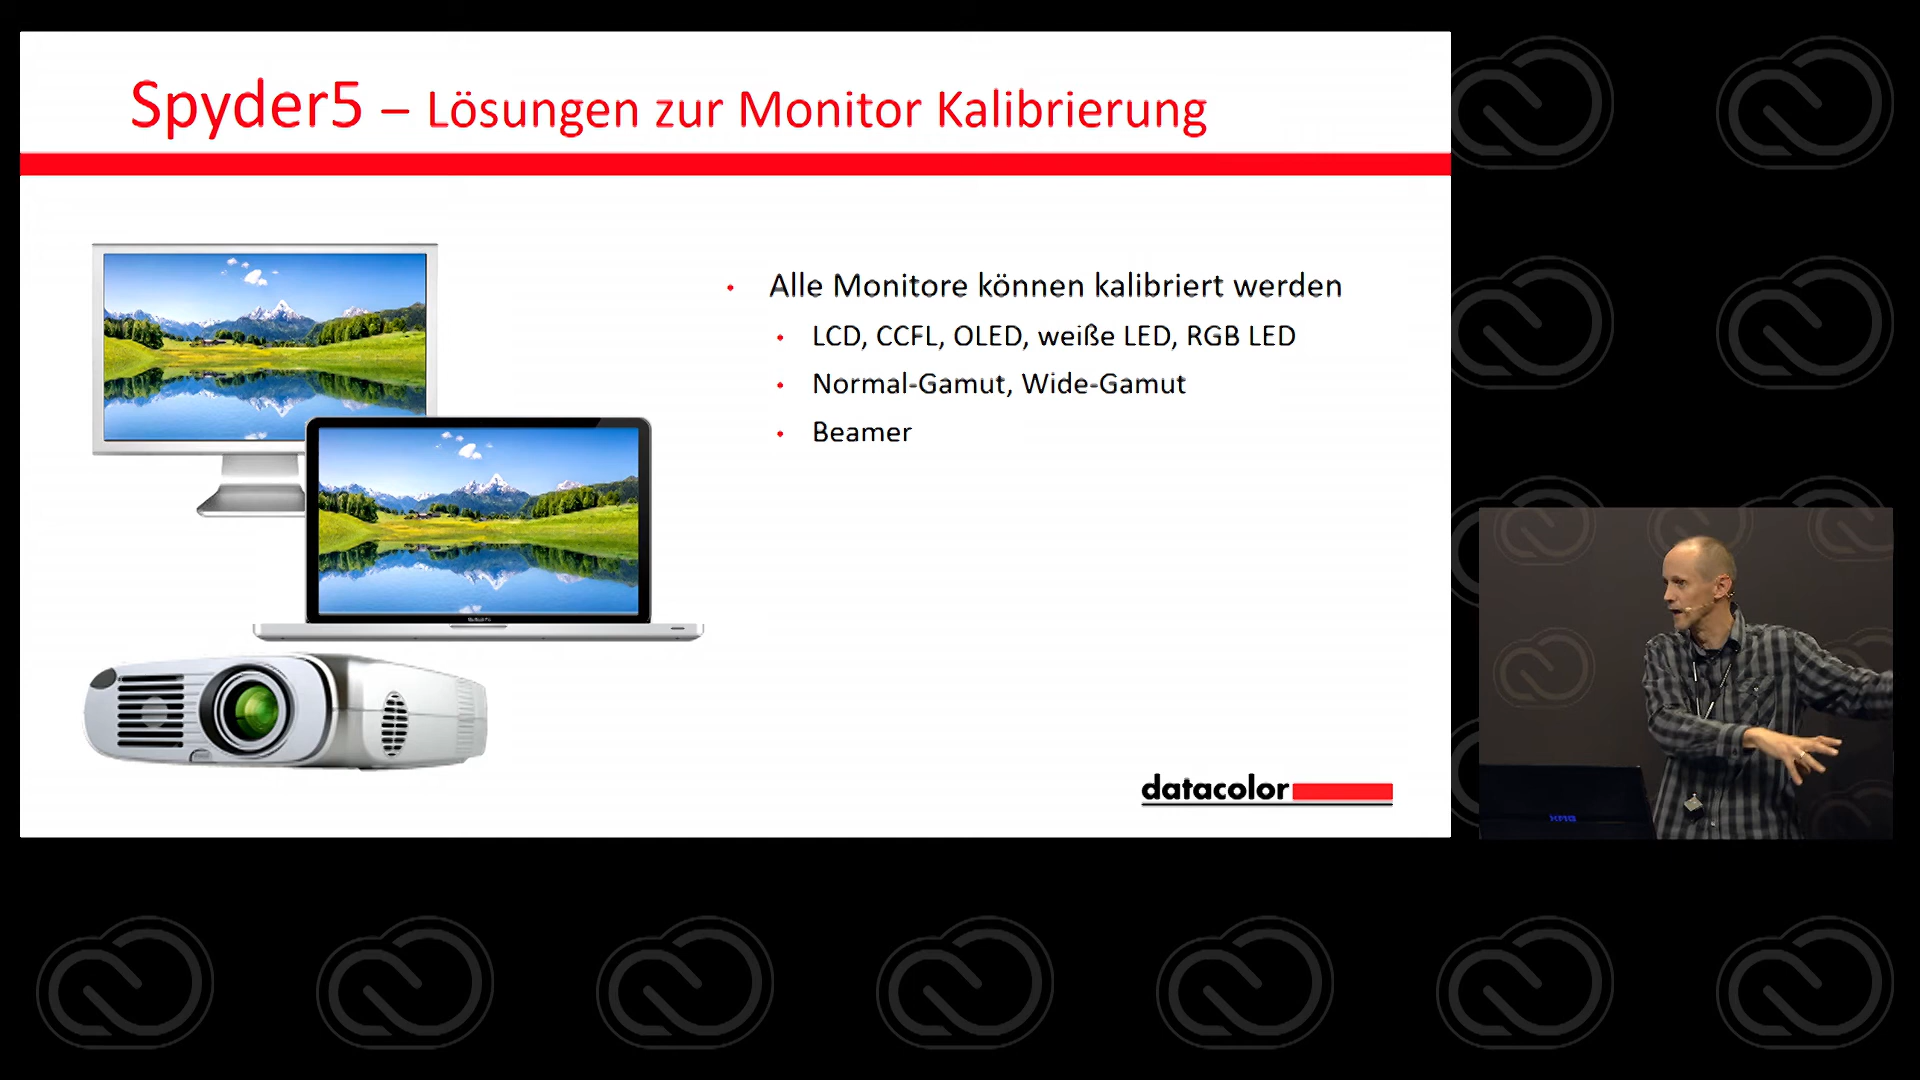 Spyder5 – Lösungen zur Monitor Kalibrierung
• Alle Monitore können kalibriert werden
• LCD, CCFL, OLED, weiße LED, RGB LED
• Normal-Gamut, Wide-Gamut
• Beamer
datacolor